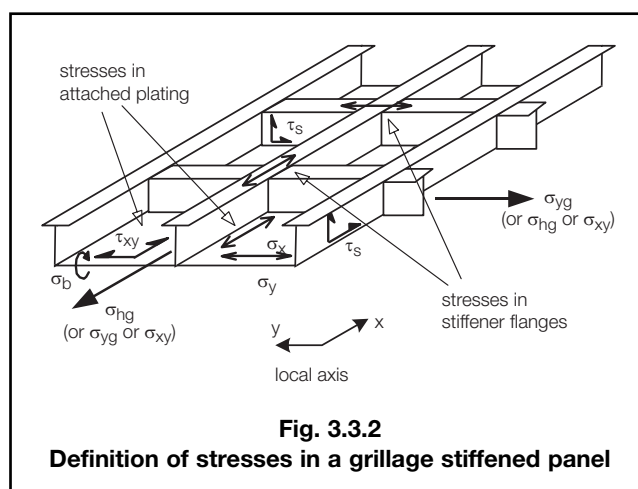 stresses in
attached plating
τs
σyg
(or σhg or σxy)
τxy
σx
τs
σb
σy
σhg
(or σyg or σxy)
stresses in
stiffener flanges
y
x
local axis
Fig. 3.3.2
Definition of stresses in a grillage stiffened panel